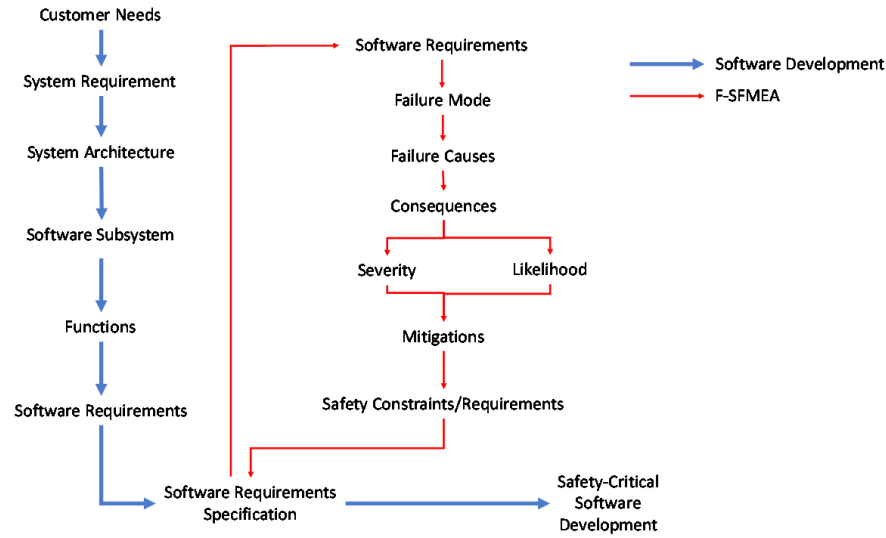 Customer Needs
System Requirement
System Architecture
Software Subsystem
Functions
Software Requirements
Software Requirements
Specification
Software Requirements
Failure Mode
Failure Causes
Consequences
Severity
Likelihood
Mitigations
Safety Constraints/Requirements
Safety-Critical
Software
Development
Software Development
F-SFMEA